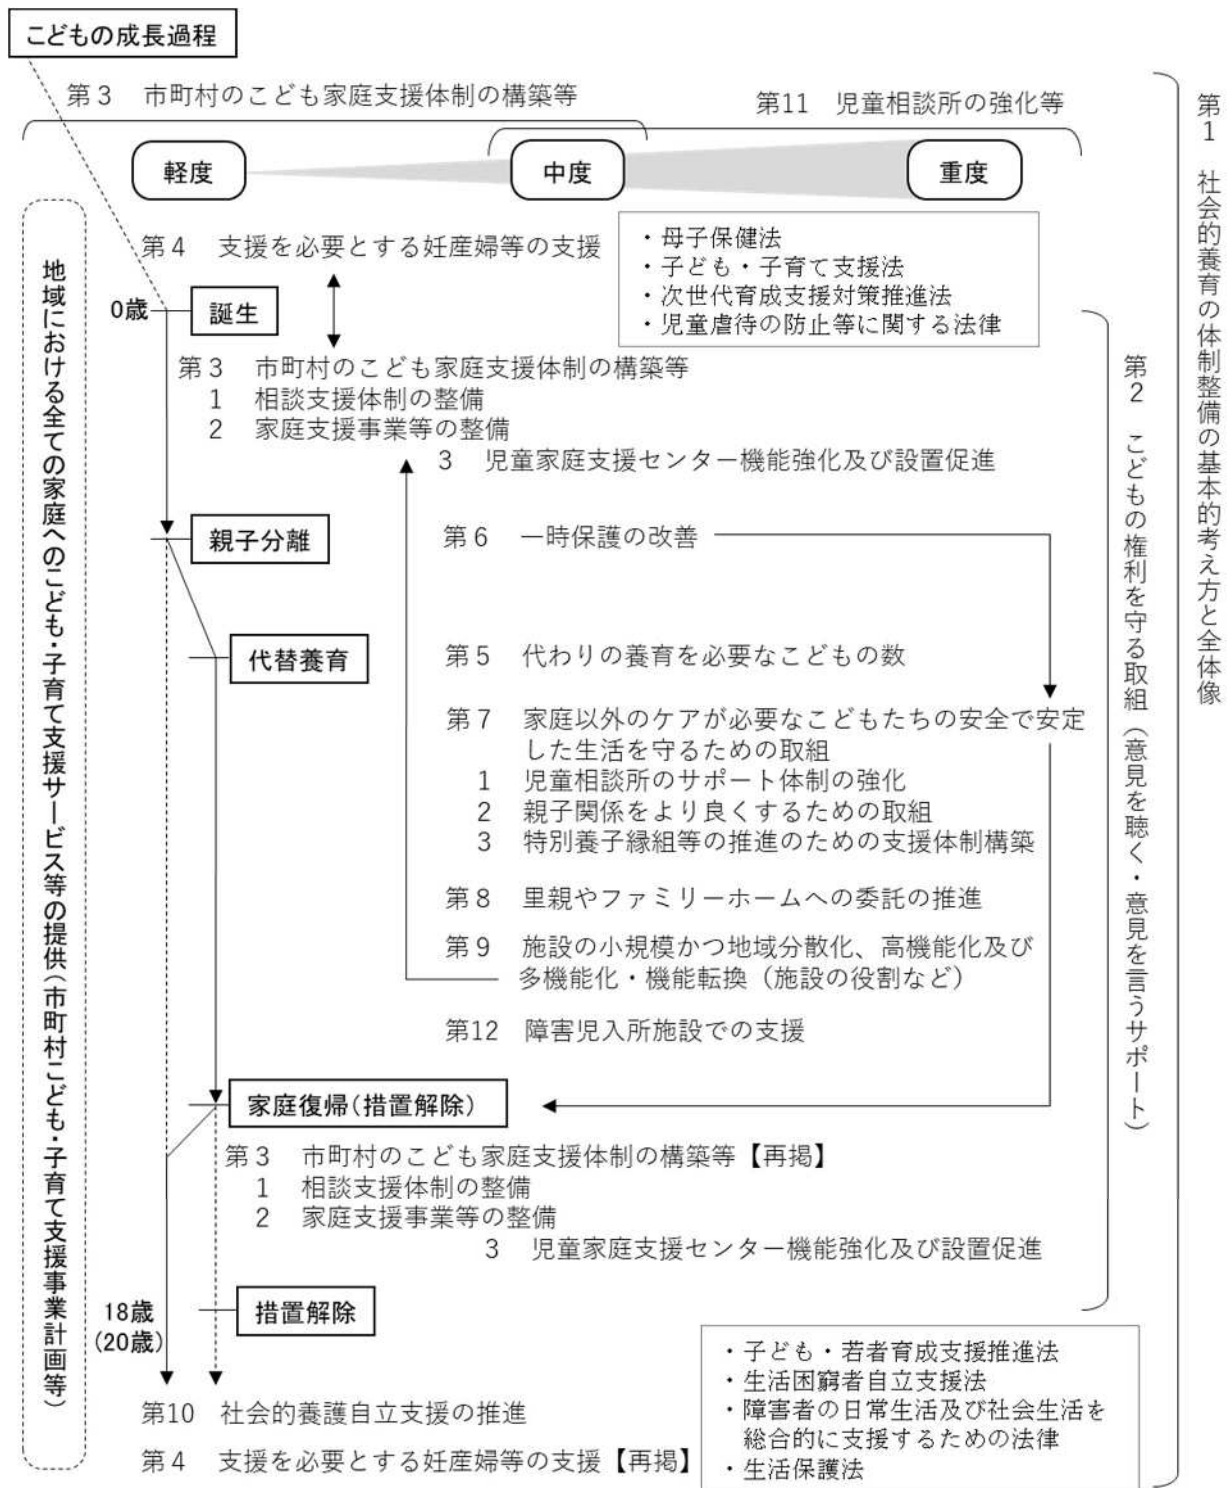 こどもの成長過程
第３　市町村のこども家庭支援体制の構築等
第11　児童相談所の強化等
軽度
中度
重度
第１　社会的養育の体制整備の基本的考え方と全体像
第２　こどもの権利を守る取組（意見を聴く・意見を言うサポート）
地域における全ての家庭へのこども・子育て支援サービス等の提供（市町村こども・子育て支援事業計画等）
第４　支援を必要とする妊産婦等の支援
・母子保健法
・子ども・子育て支援法
・次世代育成支援対策推進法
・児童虐待の防止等に関する法律
0歳
誕生
第３　市町村のこども家庭支援体制の構築等
１　相談支援体制の整備
２　家庭支援事業等の整備
３　児童家庭支援センター機能強化及び設置促進
親子分離
第６　一時保護の改善
代替養育
第５　代わりの養育を必要なこどもの数
第７　家庭以外のケアが必要なこどもたちの安全で安定
した生活を守るための取組
１　児童相談所のサポート体制の強化
２　親子関係をより良くするための取組
３　特別養子縁組等の推進のための支援体制構築
第８　里親やファミリーホームへの委託の推進
第９　施設の小規模かつ地域分散化、高機能化及び
多機能化・機能転換（施設の役割など）
第12　障害児入所施設での支援
家庭復帰（措置解除）
第３　市町村のこども家庭支援体制の構築等【再掲】
１　相談支援体制の整備
２　家庭支援事業等の整備
３　児童家庭支援センター機能強化及び設置促進
措置解除
18歳
（20歳）
第10　社会的養護自立支援の推進
第４　支援を必要とする妊産婦等の支援【再掲】
・子ども・若者育成支援推進法
・生活困窮者自立支援法
・障害者の日常生活及び社会生活を
総合的に支援するための法律
・生活保護法